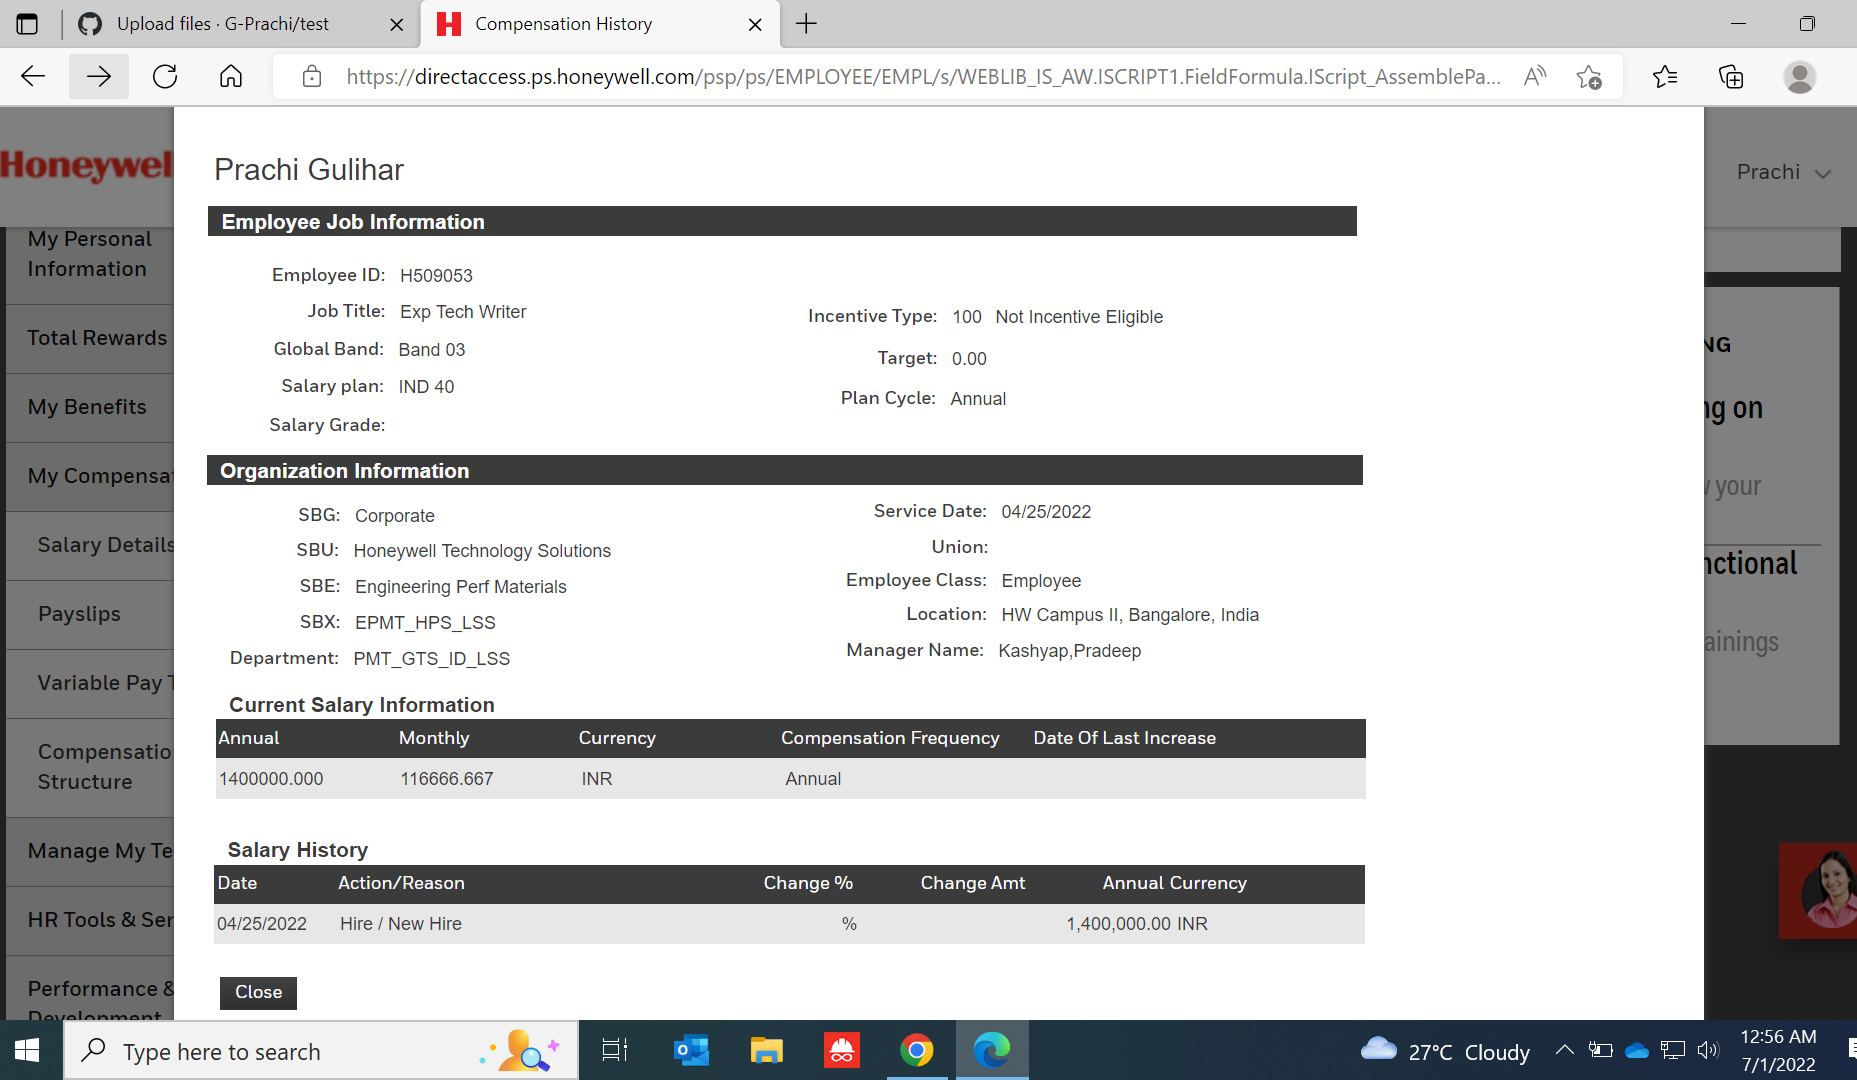 Upload files · G-Prachi/test
Compensation History
https://directaccess.ps.honeywell.com/psp/ps/EMPLOYEE/EMPL/s/WEBLIB_IS_AW.ISCRIPT1.FieldFormula.IScript_AssemblePa...
Honeywel
Prachi
My Personal
Information
Total Rewards
My Benefits
My Compensat
Salary Details
Payslips
Variable Pay T
Compensatio
Structure
Manage My Te
HR Tools & Ser
Performance &
Development
Prachi Gulihar
Employee Job Information
Employee ID: H509053
Job Title: Exp Tech Writer
Global Band: Band 03
Salary plan: IND 40
Salary Grade:
Incentive Type: 100 Not Incentive Eligible
Target: 0.00
Plan Cycle: Annual
Organization Information
SBG: Corporate
SBU: Honeywell Technology Solutions
SBE: Engineering Perf Materials
SBX: EPMT_HPS_LSS
Department: PMT_GTS_ID_LSS
Service Date: 04/25/2022
Union:
Employee Class: Employee
Location: HW Campus II, Bangalore, India
Manager Name: Kashyap,Pradeep
Current Salary Information
Annual Monthly Currency Compensation Frequency Date Of Last Increase
1400000.000 116666.667 INR Annual
Salary History
Date Action/Reason Change % Change Amt Annual Currency
04/25/2022 Hire / New Hire % 1,400,000.00 INR
Close
NG
ng on
your
nctional
ainings
Type here to search
27°C Cloudy
12:56 AM
7/1/2022